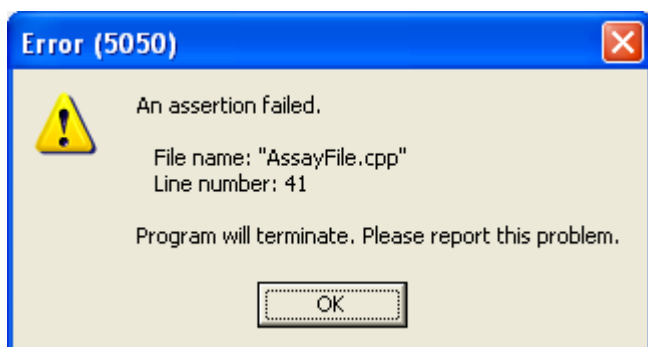 Error (5050)
An assertion failed.
File name: "AssayFile.cpp"
Line number: 41
Program will terminate. Please report this problem.
OK